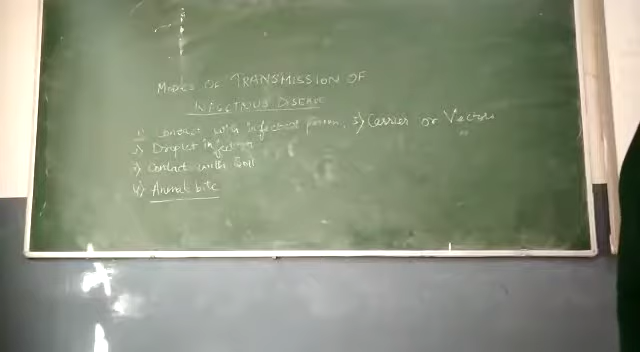 MODES OF TRANSMISSION OF
INFECTIOUS DISEASE
1) Contact with infected person, 5) Carrier or Vectors
2) Droplet infection
3) Contact with Soil
4) Animal bite